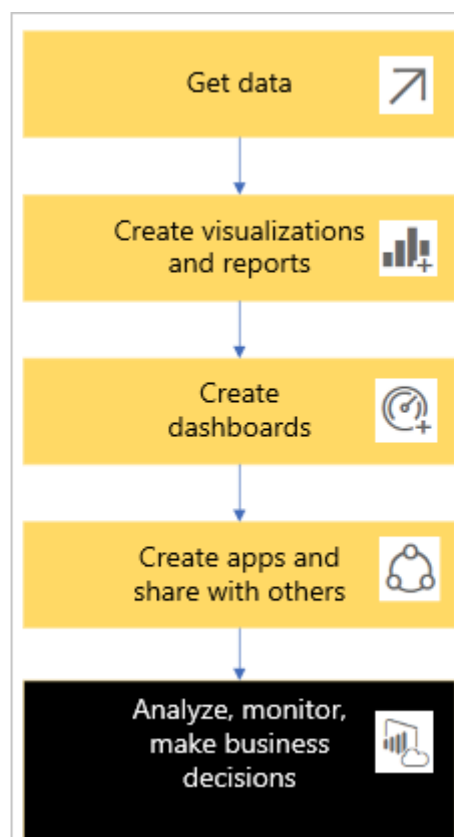 Get data
Create visualizations
and reports
Create
dashboards
Create apps and
share with others
Analyze, monitor,
make business
decisions